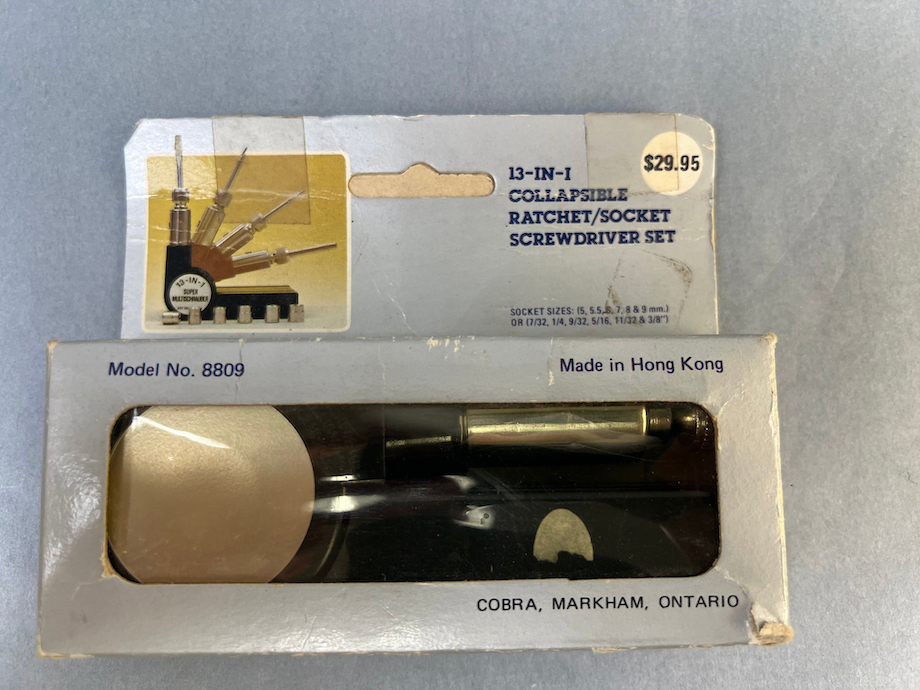 13-IN-1
COLLAPSIBLE
RATCHET/SOCKET
SCREWDRIVER SET
$29.95
13-IN-1
SUPER
MULTISCHRAUBER
SOCKET SIZES: (5, 5.5, 6, 7, 8 & 9 mm.)
OR (7/32, 1/4, 9/32, 5/16, 11/32 & 3/8")
Model No. 8809
Made in Hong Kong
COBRA, MARKHAM, ONTARIO